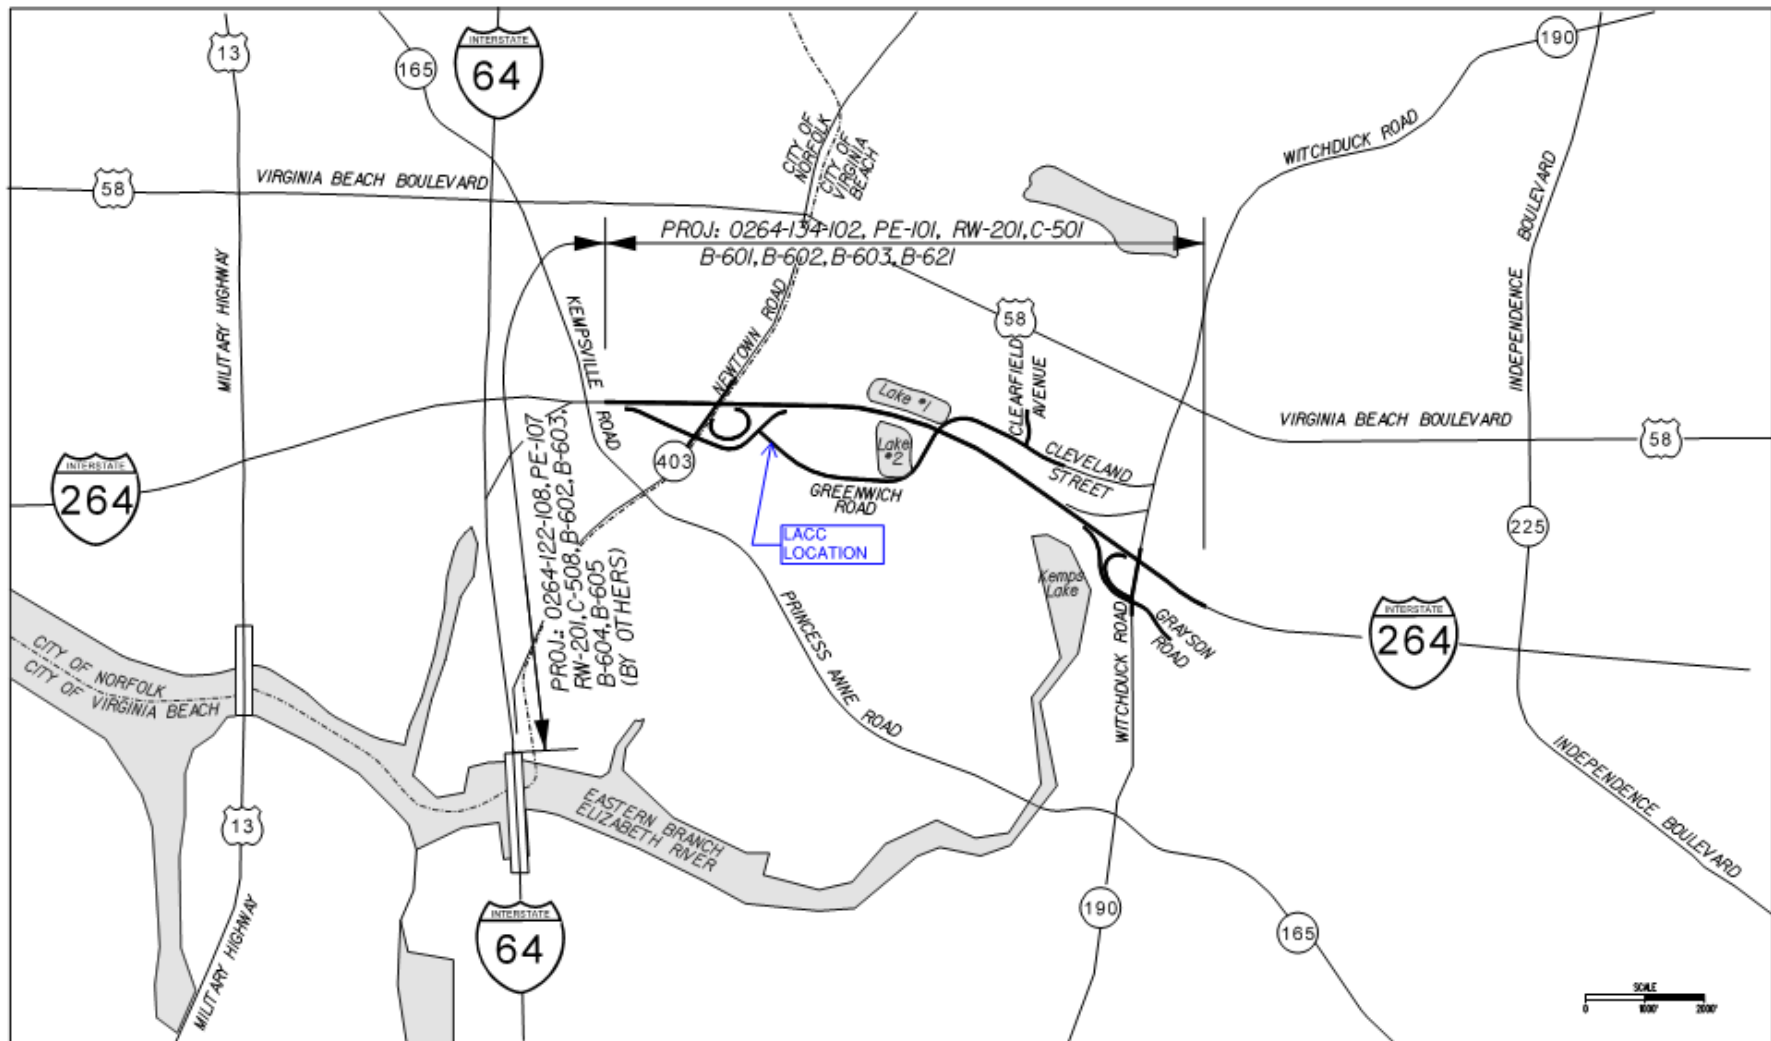 13
165
INTERSTATE
64
190
CITY OF
NORFOLK
CITY OF
VIRGINIA
BEACH
WITCHDUCK ROAD
58
VIRGINIA BEACH BOULEVARD
MILITARY HIGHWAY
PROJ: 0264-134-102, PE-101, RW-201, C-501
B-601, B-602, B-603, B-621
INDEPENDENCE
BOULEVARD
KEMPSVILLE
ROAD
NEWTOWN ROAD
58
CLEARFIELD
AVENUE
Lake #1
Lake
#2
VIRGINIA BEACH BOULEVARD
58
INTERSTATE
264
403
CLEVELAND
STREET
GREENWICH
ROAD
LACC
LOCATION
225
PROJ.: 0264-122-108, PE-107
RW-201, C-508, B-602, B-603,
B-604, B-605
(BY OTHERS)
Kemps
Lake
PRINCESS ANNE ROAD
WITCHDUCK ROAD
GRAYSON
ROAD
INTERSTATE
264
CITY OF NORFOLK
CITY OF VIRGINIA BEACH
INDEPENDENCE BOULEVARD
13
EASTERN BRANCH
ELIZABETH RIVER
MILITARY HIGHWAY
INTERSTATE
64
190
165
SCALE
0 1000' 2000'